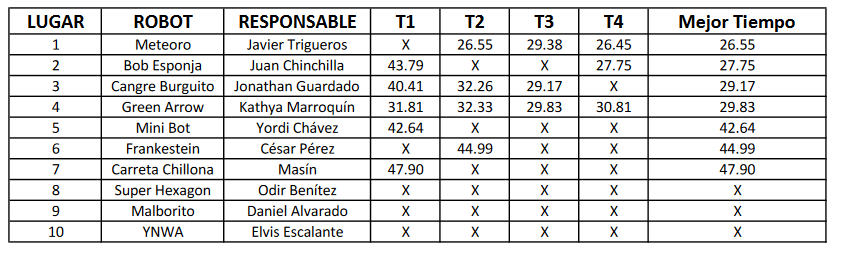 LUGAR ROBOT RESPONSABLE T1 T2 T3 T4 Mejor Tiempo
1 Meteoro Javier Trigueros X 26.55 29.38 26.45 26.55
2 Bob Esponja Juan Chinchilla 43.79 X X 27.75 27.75
3 Cangre Burguito Jonathan Guardado 40.41 32.26 29.17 X 29.17
4 Green Arrow Kathya Marroquín 31.81 32.33 29.83 30.81 29.83
5 Mini Bot Yordi Chávez 42.64 X X X 42.64
6 Frankestein César Pérez X 44.99 X X 44.99
7 Carreta Chillona Masín 47.90 X X X 47.90
8 Super Hexagon Odir Benítez X X X X X
9 Malborito Daniel Alvarado X X X X X
10 YNWA Elvis Escalante X X X X X